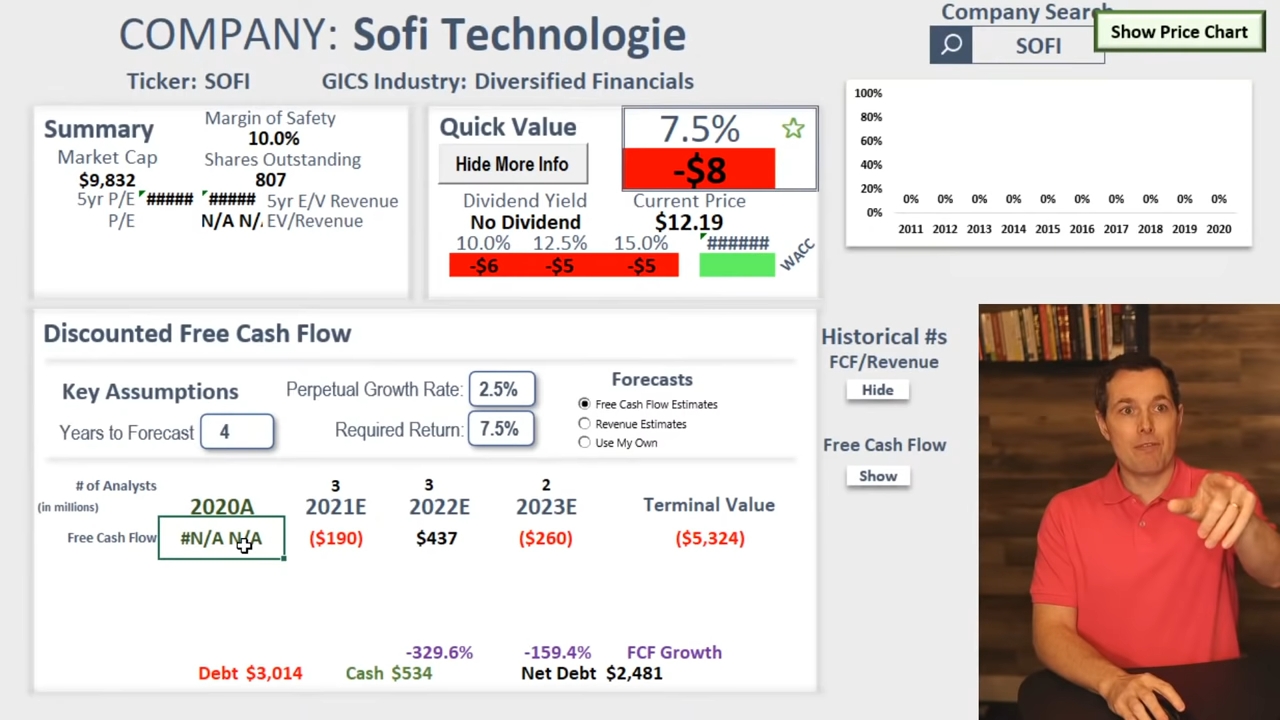 COMPANY: Sofi Technologie
Ticker: SOFI GICS Industry: Diversified Financials
Company Search
SOFI
Show Price Chart
Summary
Margin of Safety
10.0%
Market Cap
$9,832
Shares Outstanding
807
5yr P/E ##### ##### 5yr E/V Revenue
P/E N/A N/ EV/Revenue
Quick Value
Hide More Info
7.5%
-$8
Dividend Yield
No Dividend
Current Price
$12.19
10.0% 12.5% 15.0% ######
-$6 -$5 -$5
WACC
100%
80%
60%
40%
20%
0%
0% 0% 0% 0% 0% 0% 0% 0% 0% 0%
2011 2012 2013 2014 2015 2016 2017 2018 2019 2020
Discounted Free Cash Flow
Key Assumptions
Years to Forecast 4
Perpetual Growth Rate: 2.5%
Required Return: 7.5%
Forecasts
Free Cash Flow Estimates
Revenue Estimates
Use My Own
Historical #s
FCF/Revenue
Hide
Free Cash Flow
Show
# of Analysts 3 3 2
(in millions) 2020A 2021E 2022E 2023E Terminal Value
Free Cash Flow #N/A N/A ($190) $437 ($260) ($5,324)
-329.6% -159.4% FCF Growth
Debt $3,014 Cash $534 Net Debt $2,481